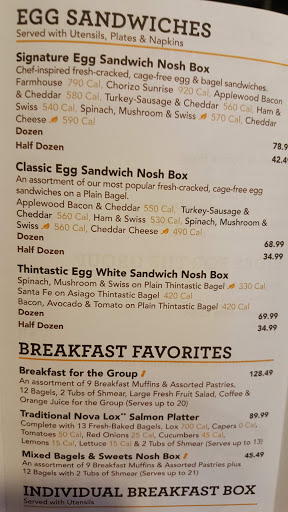 EGG SANDWICHES
Served with Utensils, Plates & Napkins
Signature Egg Sandwich Nosh Box
Chef-inspired fresh-cracked, cage-free egg & bagel sandwiches.
Farmhouse 790 Cal, Chorizo Sunrise 920 Cal, Applewood Bacon
& Cheddar 580 Cal, Turkey-Sausage & Cheddar 560 Cal, Ham &
Swiss 540 Cal, Spinach, Mushroom & Swiss 570 Cal, Cheddar
Cheese 590 Cal
Dozen 78.9
Half Dozen 42.49
Classic Egg Sandwich Nosh Box
An assortment of our most popular fresh-cracked, cage-free egg
sandwiches on a Plain Bagel.
Applewood Bacon & Cheddar 550 Cal, Turkey-Sausage &
Cheddar 560 Cal, Ham & Swiss 530 Cal, Spinach, Mushroom &
Swiss 560 Cal, Cheddar Cheese 490 Cal
Dozen 68.99
Half Dozen 34.99
Thintastic Egg White Sandwich Nosh Box
Spinach, Mushroom & Swiss on Plain Thintastic Bagel 330 Cal,
Santa Fe on Asiago Thintastic Bagel 420 Cal
Bacon, Avocado & Tomato on Plain Thintastic Bagel 420 Cal
Dozen 69.99
Half Dozen 34.99
BREAKFAST FAVORITES
Breakfast for the Group 128.49
An assortment of 9 Breakfast Muffins & Assorted Pastries,
12 Bagels, 2 Tubs of Shmear, Large Fresh Fruit Salad, Coffee &
Orange Juice for the Group (Serves up to 20)
Traditional Nova Lox™ Salmon Platter 89.99
Complete with 13 Fresh-Baked Bagels, Lox 700 Cal, Capers 0 Cal,
Tomatoes 50 Cal, Red Onions 25 Cal, Cucumbers 45 Cal,
Lemons 15 Cal, Lettuce 15 Cal & 2 Tubs of Shmear (Serves up to 13)
Mixed Bagels & Sweets Nosh Box 45.49
An assortment of 9 Breakfast Muffins & Assorted Pastries plus
12 Bagels with 2 Tubs of Shmear (Serves up to 21)
INDIVIDUAL BREAKFAST BOX
Served with Utensils